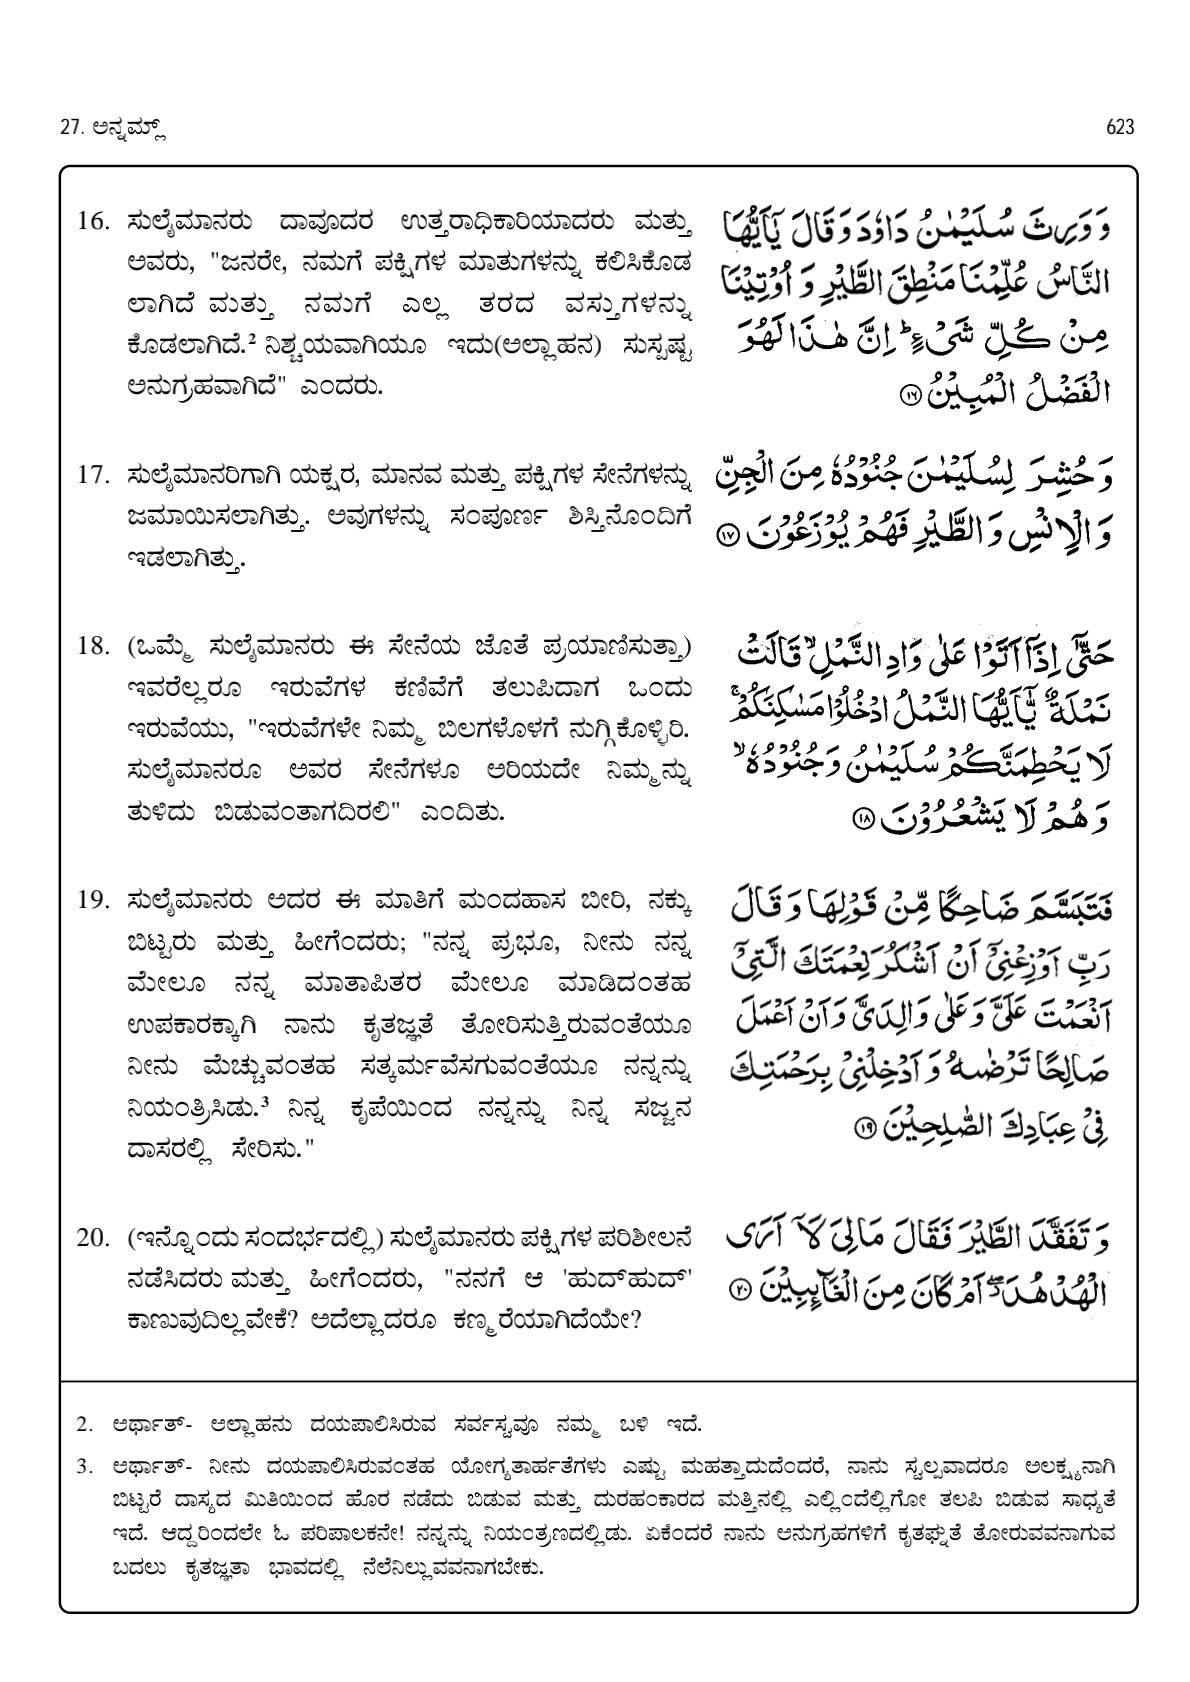 27. ಅನ್ನಮ್ಲ್ 623
16. ಸುಲೈಮಾನರು ದಾವೂದರ ಉತ್ತರಾಧಿಕಾರಿಯಾದರು ಮತ್ತು
ಅವರು, "ಜನರೇ, ನಮಗೆ ಪಕ್ಷಿಗಳ ಮಾತುಗಳನ್ನು ಕಲಿಸಿಕೊಡ
ಲಾಗಿದೆ ಮತ್ತು ನಮಗೆ ಎಲ್ಲ ತರದ ವಸ್ತುಗಳನ್ನು
ಕೊಡಲಾಗಿದೆ.² ನಿಶ್ಚಯವಾಗಿಯೂ ಇದು(ಅಲ್ಲಾಹನ) ಸುಸ್ಪಷ್ಟ
ಅನುಗ್ರಹವಾಗಿದೆ" ಎಂದರು.
وَ وَرِثَ سُلَيْمٰنُ دَاوٗدَ وَ قَالَ يٰۤاَيُّهَا
النَّاسُ عُلِّمْنَا مَنْطِقَ الطَّيْرِ وَ اُوْتِيْنَا
مِنْ كُلِّ شَيْءٍ ؕ اِنَّ هٰذَا لَهُوَ
الْفَضْلُ الْمُبِيْنُ ۝۱۶
17. ಸುಲೈಮಾನರಿಗಾಗಿ ಯಕ್ಷರ, ಮಾನವ ಮತ್ತು ಪಕ್ಷಿಗಳ ಸೇನೆಗಳನ್ನು
ಜಮಾಯಿಸಲಾಗಿತ್ತು. ಅವುಗಳನ್ನು ಸಂಪೂರ್ಣ ಶಿಸ್ತಿನೊಂದಿಗೆ
ಇಡಲಾಗಿತ್ತು.
وَ حُشِرَ لِسُلَيْمٰنَ جُنُوْدُهٗ مِنَ الْجِنِّ
وَ الْاِنْسِ وَ الطَّيْرِ فَهُمْ يُوْزَعُوْنَ ۝۱۷
18. (ಒಮ್ಮೆ ಸುಲೈಮಾನರು ಈ ಸೇನೆಯ ಜೊತೆ ಪ್ರಯಾಣಿಸುತ್ತಾ)
ಇವರೆಲ್ಲರೂ ಇರುವೆಗಳ ಕಣಿವೆಗೆ ತಲುಪಿದಾಗ ಒಂದು
ಇರುವೆಯು, "ಇರುವೆಗಳೇ ನಿಮ್ಮ ಬಿಲಗಳೊಳಗೆ ನುಗ್ಗಿಕೊಳ್ಳಿರಿ.
ಸುಲೈಮಾನರೂ ಅವರ ಸೇನೆಗಳೂ ಅರಿಯದೇ ನಿಮ್ಮನ್ನು
ತುಳಿದು ಬಿಡುವಂತಾಗದಿರಲಿ" ಎಂದಿತು.
حَتّٰۤى اِذَاۤ اَتَوْا عَلٰى وَادِ النَّمْلِ ۙ قَالَتْ
نَمْلَةٌ يّٰۤاَيُّهَا النَّمْلُ ادْخُلُوْا مَسٰكِنَكُمْ ۚ
لَا يَحْطِمَنَّكُمْ سُلَيْمٰنُ وَ جُنُوْدُهٗ ۙ
وَ هُمْ لَا يَشْعُرُوْنَ ۝۱۸
19. ಸುಲೈಮಾನರು ಅದರ ಈ ಮಾತಿಗೆ ಮಂದಹಾಸ ಬೀರಿ, ನಕ್ಕು
ಬಿಟ್ಟರು ಮತ್ತು ಹೀಗೆಂದರು; "ನನ್ನ ಪ್ರಭೂ, ನೀನು ನನ್ನ
ಮೇಲೂ ನನ್ನ ಮಾತಾಪಿತರ ಮೇಲೂ ಮಾಡಿದಂತಹ
ಉಪಕಾರಕ್ಕಾಗಿ ನಾನು ಕೃತಜ್ಞತೆ ತೋರಿಸುತ್ತಿರುವಂತೆಯೂ
ನೀನು ಮೆಚ್ಚುವಂತಹ ಸತ್ಕರ್ಮವೆಸಗುವಂತೆಯೂ ನನ್ನನ್ನು
ನಿಯಂತ್ರಿಸಿಡು.³ ನಿನ್ನ ಕೃಪೆಯಿಂದ ನನ್ನನ್ನು ನಿನ್ನ ಸಜ್ಜನ
ದಾಸರಲ್ಲಿ ಸೇರಿಸು."
فَتَبَسَّمَ ضَاحِكًا مِّنْ قَوْلِهَا وَ قَالَ
رَبِّ اَوْزِعْنِيْۤ اَنْ اَشْكُرَ نِعْمَتَكَ الَّتِيْۤ
اَنْعَمْتَ عَلَيَّ وَ عَلٰى وَالِدَيَّ وَ اَنْ اَعْمَلَ
صَالِحًا تَرْضٰىهُ وَ اَدْخِلْنِيْ بِرَحْمَتِكَ
فِيْ عِبَادِكَ الصّٰلِحِيْنَ ۝۱۹
20. (ಇನ್ನೊಂದು ಸಂದರ್ಭದಲ್ಲಿ) ಸುಲೈಮಾನರು ಪಕ್ಷಿಗಳ ಪರಿಶೀಲನೆ
ನಡೆಸಿದರು ಮತ್ತು ಹೀಗೆಂದರು, "ನನಗೆ ಆ 'ಹುದ್‌ಹುದ್'
ಕಾಣುವುದಿಲ್ಲವೇಕೆ? ಅದೆಲ್ಲಾದರೂ ಕಣ್ಮರೆಯಾಗಿದೆಯೇ?
وَ تَفَقَّدَ الطَّيْرَ فَقَالَ مَا لِيَ لَاۤ اَرَى
الْهُدْهُدَ ۖ اَمْ كَانَ مِنَ الْغَآىِٕبِيْنَ ۝۲۰
2. ಅರ್ಥಾತ್- ಅಲ್ಲಾಹನು ದಯಪಾಲಿಸಿರುವ ಸರ್ವಸ್ವವೂ ನಮ್ಮ ಬಳಿ ಇದೆ.
3. ಅರ್ಥಾತ್- ನೀನು ದಯಪಾಲಿಸಿರುವಂತಹ ಯೋಗ್ಯತಾರ್ಹತೆಗಳು ಎಷ್ಟು ಮಹತ್ತಾದುದೆಂದರೆ, ನಾನು ಸ್ವಲ್ಪವಾದರೂ ಅಲಕ್ಷ್ಯನಾಗಿ
ಬಿಟ್ಟರೆ ದಾಸ್ಯದ ಮಿತಿಯಿಂದ ಹೊರ ನಡೆದು ಬಿಡುವ ಮತ್ತು ದುರಹಂಕಾರದ ಮತ್ತಿನಲ್ಲಿ ಎಲ್ಲಿಂದೆಲ್ಲಿಗೋ ತಲಪಿ ಬಿಡುವ ಸಾಧ್ಯತೆ
ಇದೆ. ಆದ್ದರಿಂದಲೇ ಓ ಪರಿಪಾಲಕನೇ! ನನ್ನನ್ನು ನಿಯಂತ್ರಣದಲ್ಲಿಡು. ಏಕೆಂದರೆ ನಾನು ಅನುಗ್ರಹಗಳಿಗೆ ಕೃತಘ್ನತೆ ತೋರುವವನಾಗುವ
ಬದಲು ಕೃತಜ್ಞತಾ ಭಾವದಲ್ಲಿ ನೆಲೆನಿಲ್ಲುವವನಾಗಬೇಕು.